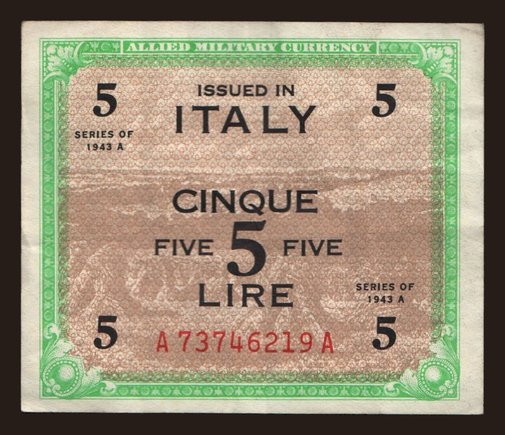 ALLIED MILITARY CURRENCY
5 ISSUED IN 5
ITALY
SERIES OF
1943 A
CINQUE
FIVE 5 FIVE
LIRE
SERIES OF
1943 A
5 5
A73746219A